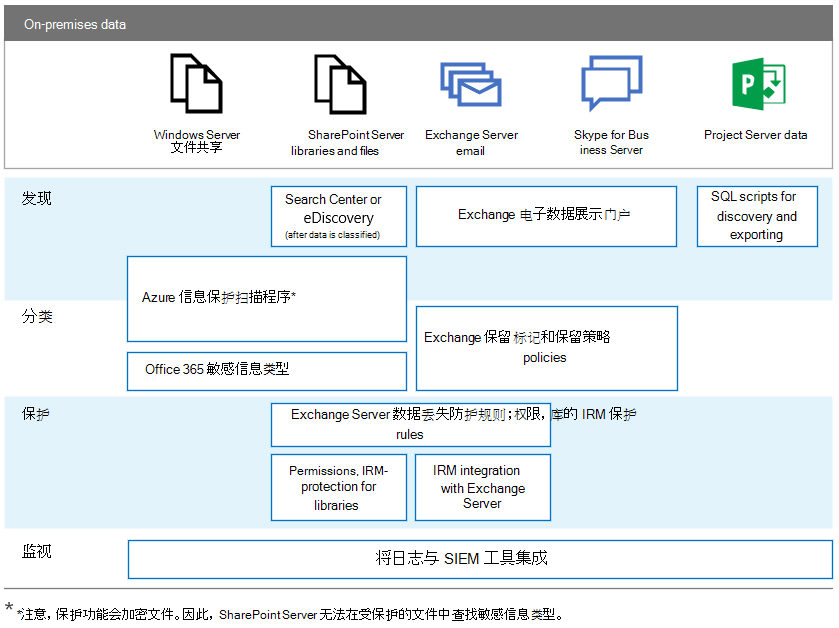 On-premises data
Windows Server
文件共享
SharePoint Server
libraries and files
Exchange Server
email
Skype for Bus
iness Server
P
Project Server data
发现
Search Center or
eDiscovery
(after data is classified)
Exchange 电子数据展示门户
SQL scripts for
discovery and
exporting
Azure 信息保护扫描程序*
分类
Exchange 保留标记和保留策略
policies
Office 365 敏感信息类型
保护
Exchange Server 数据丢失防护规则；权限，库的 IRM 保护
rules
Permissions, IRM-
protection for
libraries
IRM integration
with Exchange
Server
监视
将日志与 SIEM 工具集成
* *注意，保护功能会加密文件。因此，SharePoint Server 无法在受保护的文件中查找敏感信息类型。